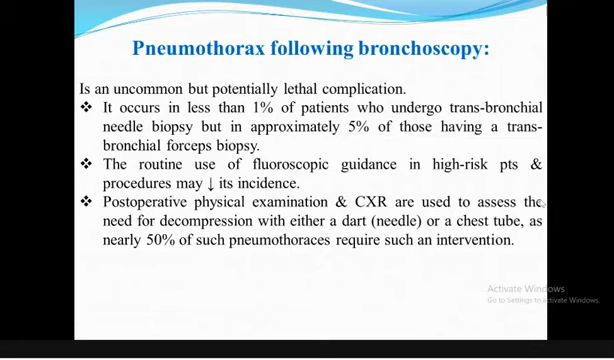 Pneumothorax following bronchoscopy:
Is an uncommon but potentially lethal complication.
❖ It occurs in less than 1% of patients who undergo trans-bronchial
needle biopsy but in approximately 5% of those having a trans-
bronchial forceps biopsy.
❖ The routine use of fluoroscopic guidance in high-risk pts &
procedures may ↓ its incidence.
❖ Postoperative physical examination & CXR are used to assess the
need for decompression with either a dart (needle) or a chest tube, as
nearly 50% of such pneumothoraces require such an intervention.
Activate Windows
Go to Settings to activate Windows.